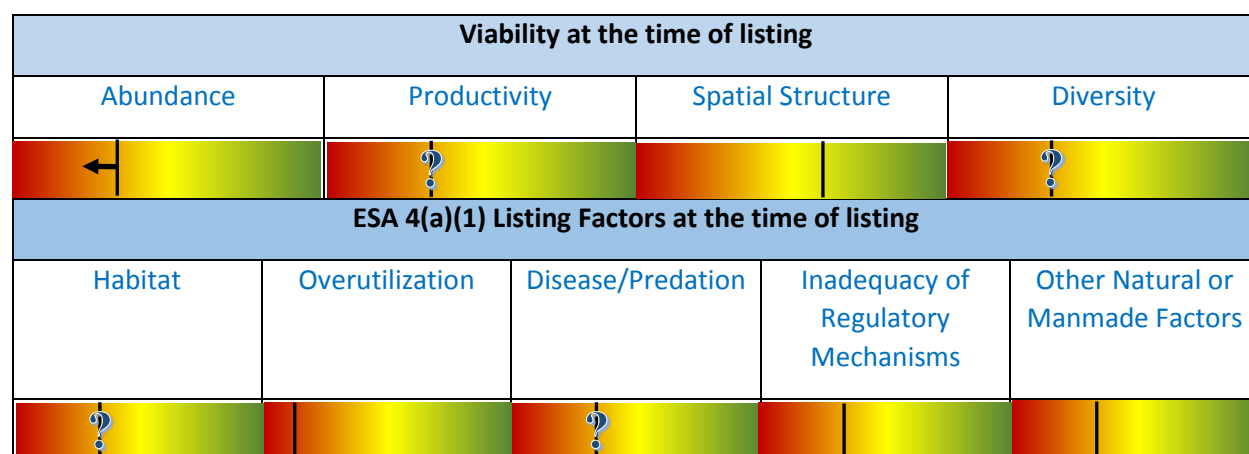 Viability at the time of listing
Abundance Productivity Spatial Structure Diversity
? ?
ESA 4(a)(1) Listing Factors at the time of listing
Habitat Overutilization Disease/Predation Inadequacy of Regulatory Mechanisms Other Natural or Manmade Factors
? ?